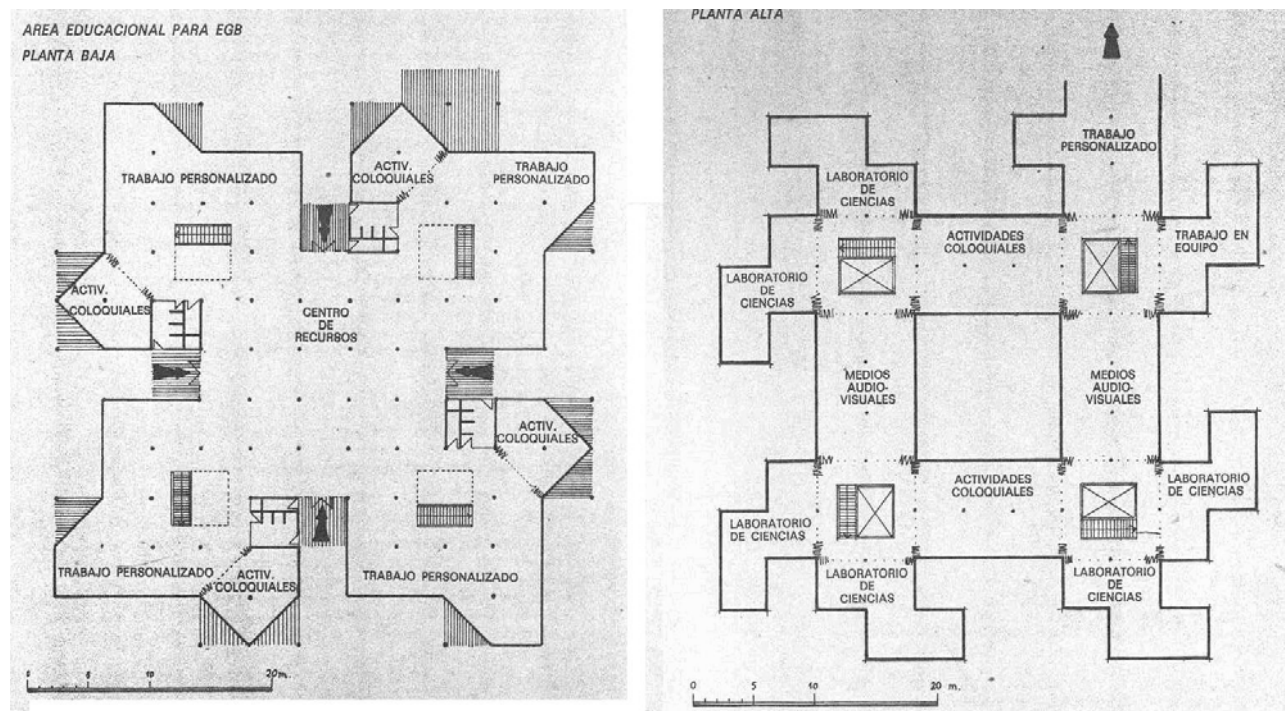 AREA EDUCACIONAL PARA EGB
PLANTA BAJA
TRABAJO PERSONALIZADO
ACTIV.
COLOQUIALES
TRABAJO
PERSONALIZADO
ACTIV.
COLOQUIALES
CENTRO
DE
RECURSOS
ACTIV.
COLOQUIALES
TRABAJO PERSONALIZADO
ACTIV.
COLOQUIALES
TRABAJO PERSONALIZADO
0 10 20 m.
PLANTA ALTA
TRABAJO
PERSONALIZADO
LABORATORIO
DE
CIENCIAS
ACTIVIDADES
COLOQUIALES
TRABAJO EN
EQUIPO
LABORATORIO
DE
CIENCIAS
MEDIOS
AUDIO-
VISUALES
MEDIOS
AUDIO-
VISUALES
ACTIVIDADES
COLOQUIALES
LABORATORIO
DE CIENCIAS
LABORATORIO
DE CIENCIAS
LABORATORIO
DE
CIENCIAS
LABORATORIO
DE
CIENCIAS
0 5 10 20 m.